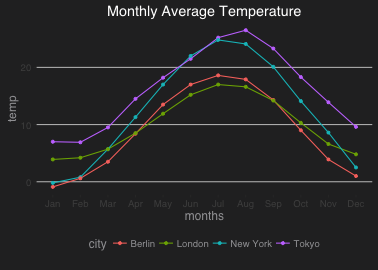 Monthly Average Temperature
temp
20
10
0
Jan Feb Mar Apr May Jun Jul Aug Sep Oct Nov Dec
months
city Berlin London New York Tokyo